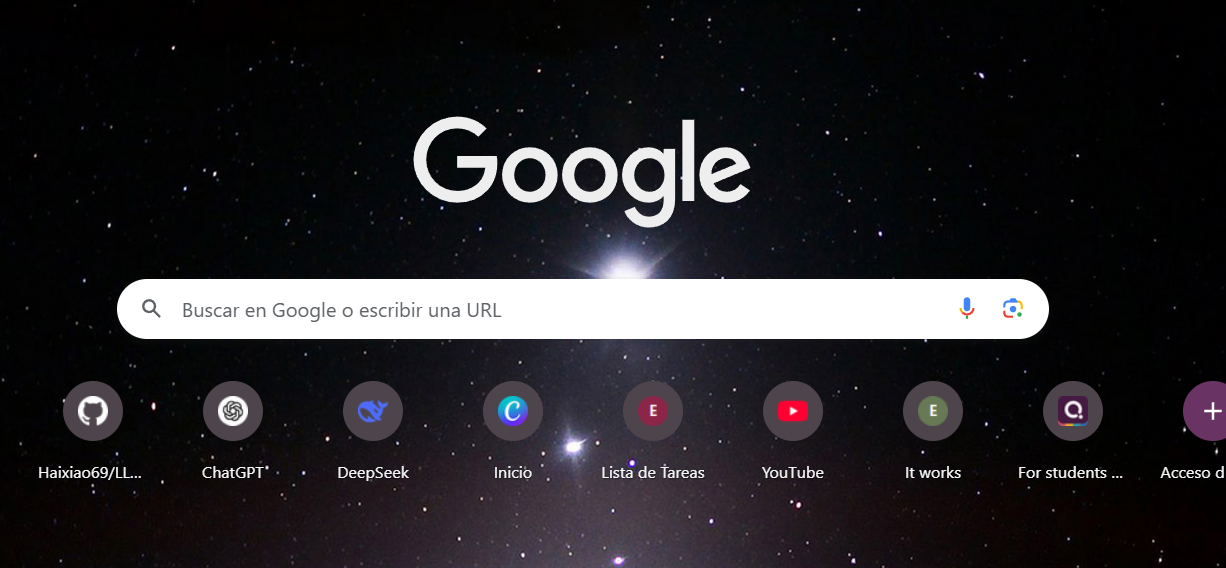 Google
Buscar en Google o escribir una URL
E
E
Haixiao69/LL...
ChatGPT
DeepSeek
Inicio
Lista de Tareas
YouTube
It works
For students ...
Acceso d